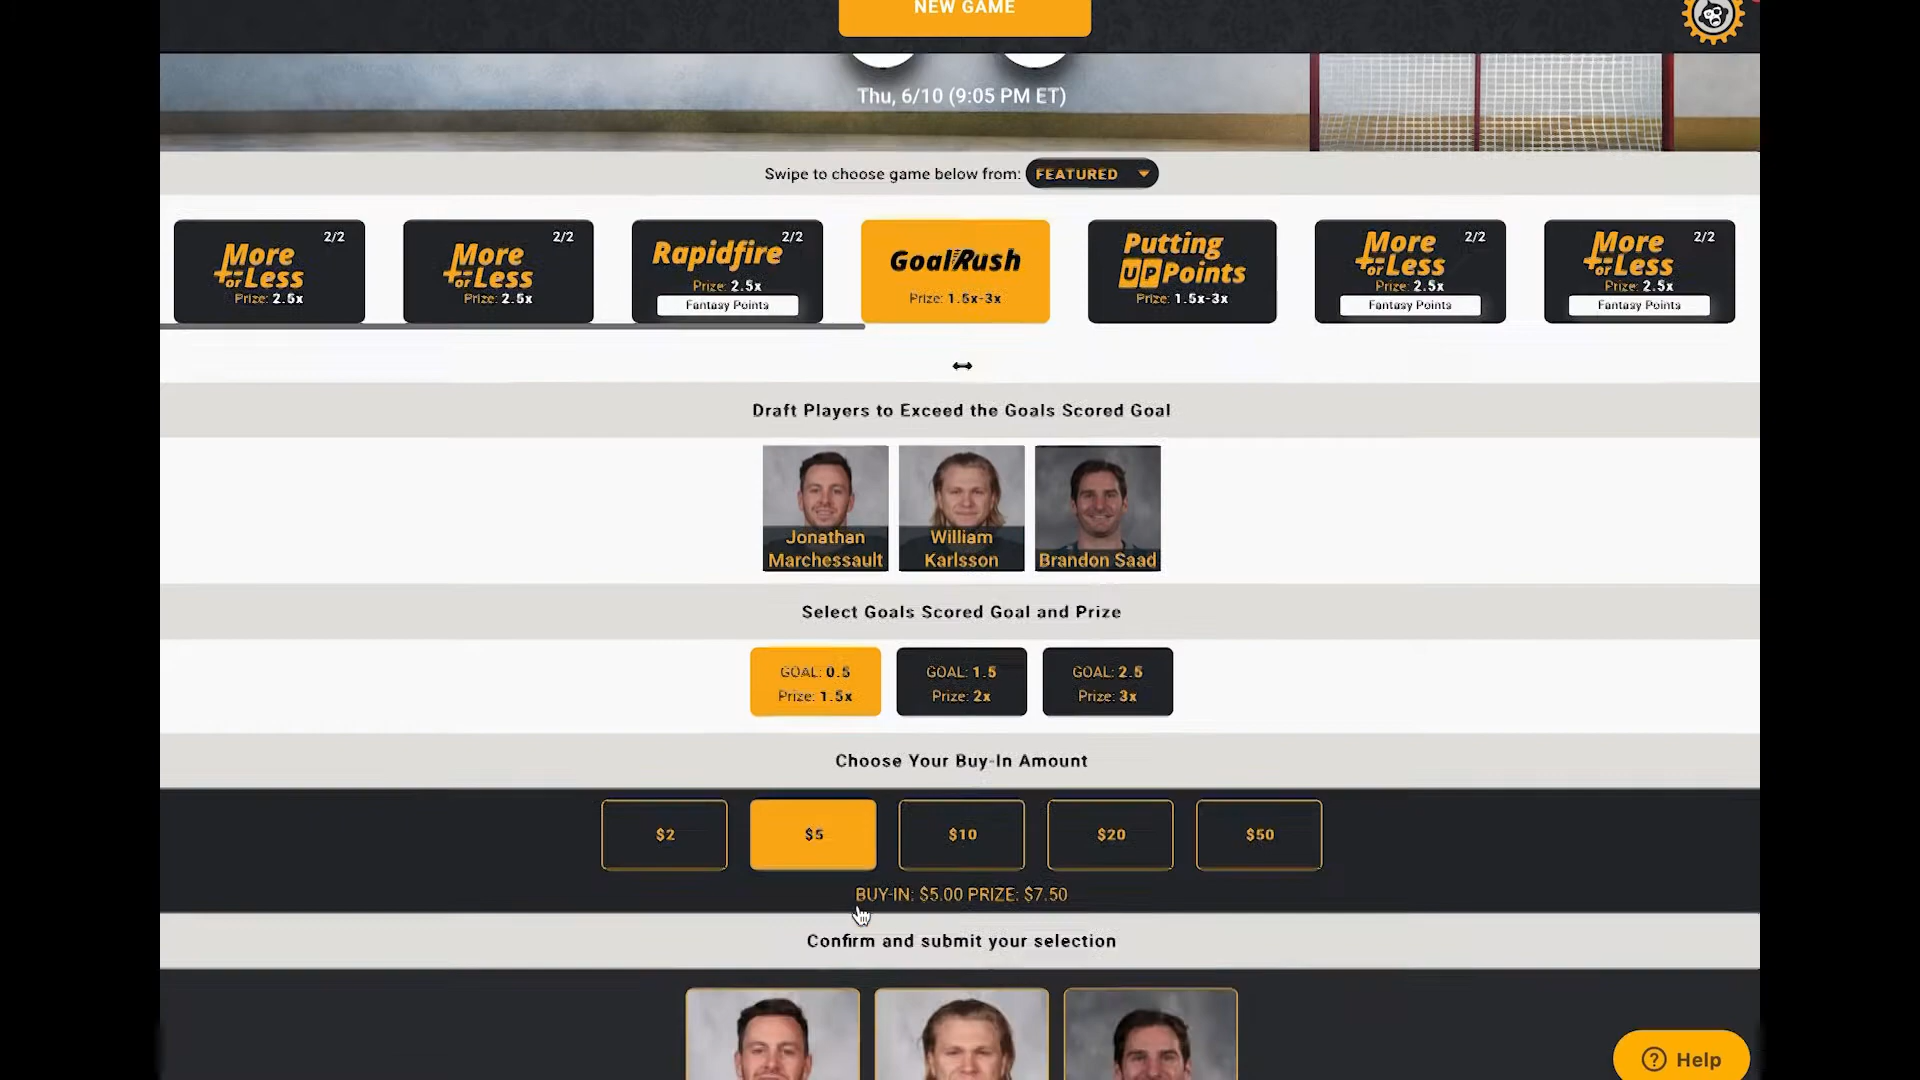 NEW GAME
Thu, 6/10 (9:05 PM ET)
Swipe to choose game below from: FEATURED
2/2
More
or Less
Prize: 2.5x
2/2
More
or Less
Prize: 2.5x
2/2
Rapidfire
Prize: 2.5x
Fantasy Points
GoalRush
Prize: 1.5x-3x
Putting
UP Points
Prize: 1.5x-3x
2/2
More
or Less
Prize: 2.5x
Fantasy Points
2/2
More
or Less
Prize: 2.5x
Fantasy Points
Draft Players to Exceed the Goals Scored Goal
Jonathan
Marchessault
William
Karlsson
Brandon Saad
Select Goals Scored Goal and Prize
GOAL: 0.5
Prize: 1.5x
GOAL: 1.5
Prize: 2x
GOAL: 2.5
Prize: 3x
Choose Your Buy-In Amount
$2 $5 $10 $20 $50
BUY-IN: $5.00 PRIZE: $7.50
Confirm and submit your selection
? Help